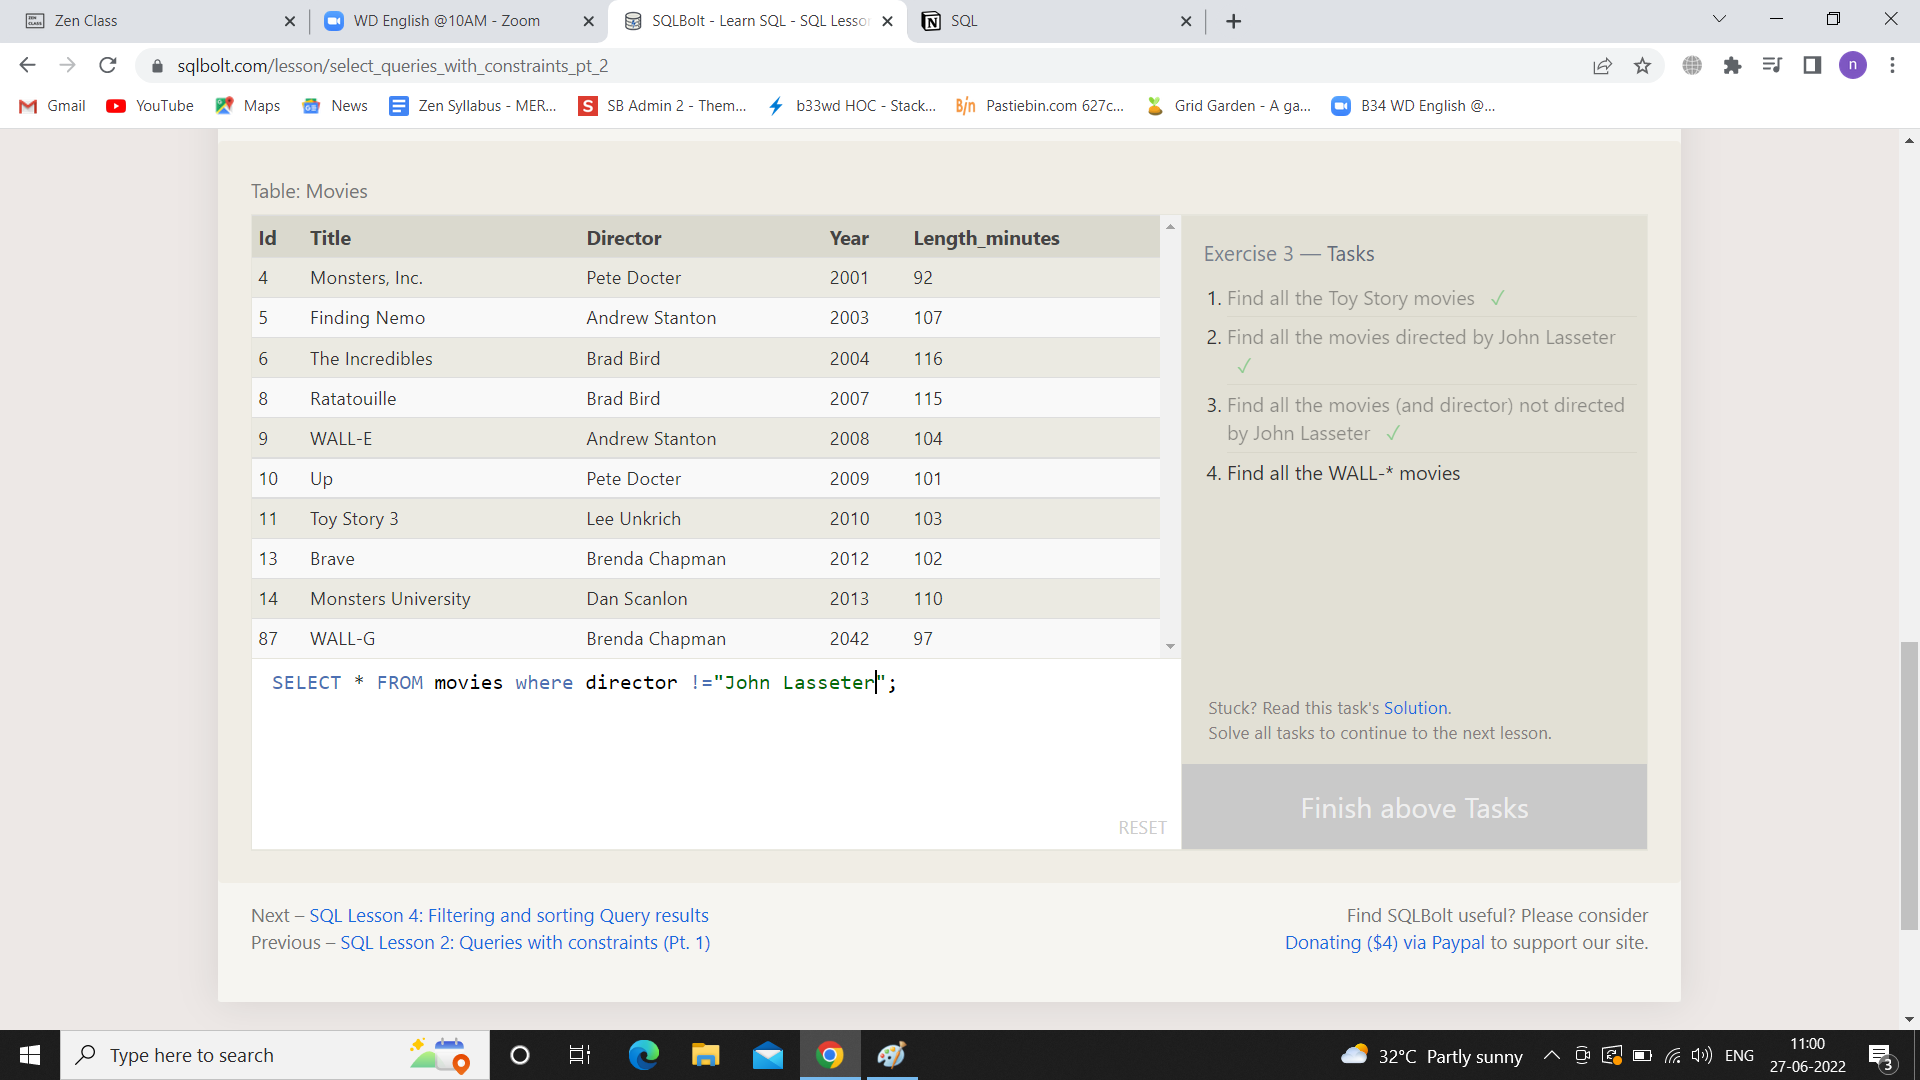 Zen Class
WD English @10AM - Zoom
SQLBolt - Learn SQL - SQL Lesso
SQL
sqlbolt.com/lesson/select_queries_with_constraints_pt_2
n
Gmail
YouTube
Maps
News
Zen Syllabus - MER...
SB Admin 2 - Them...
b33wd HOC - Stack...
Pastiebin.com 627c...
Grid Garden - A ga...
B34 WD English @...
Table: Movies
Id Title Director Year Length_minutes
4 Monsters, Inc. Pete Docter 2001 92
5 Finding Nemo Andrew Stanton 2003 107
6 The Incredibles Brad Bird 2004 116
8 Ratatouille Brad Bird 2007 115
9 WALL-E Andrew Stanton 2008 104
10 Up Pete Docter 2009 101
11 Toy Story 3 Lee Unkrich 2010 103
13 Brave Brenda Chapman 2012 102
14 Monsters University Dan Scanlon 2013 110
87 WALL-G Brenda Chapman 2042 97
SELECT * FROM movies where director !="John Lasseter";
RESET
Exercise 3 — Tasks
1. Find all the Toy Story movies ✓
2. Find all the movies directed by John Lasseter
✓
3. Find all the movies (and director) not directed
by John Lasseter ✓
4. Find all the WALL-* movies
Stuck? Read this task's Solution.
Solve all tasks to continue to the next lesson.
Finish above Tasks
Next – SQL Lesson 4: Filtering and sorting Query results
Previous – SQL Lesson 2: Queries with constraints (Pt. 1)
Find SQLBolt useful? Please consider
Donating ($4) via Paypal to support our site.
Type here to search
32°C Partly sunny
ENG
11:00
27-06-2022
3